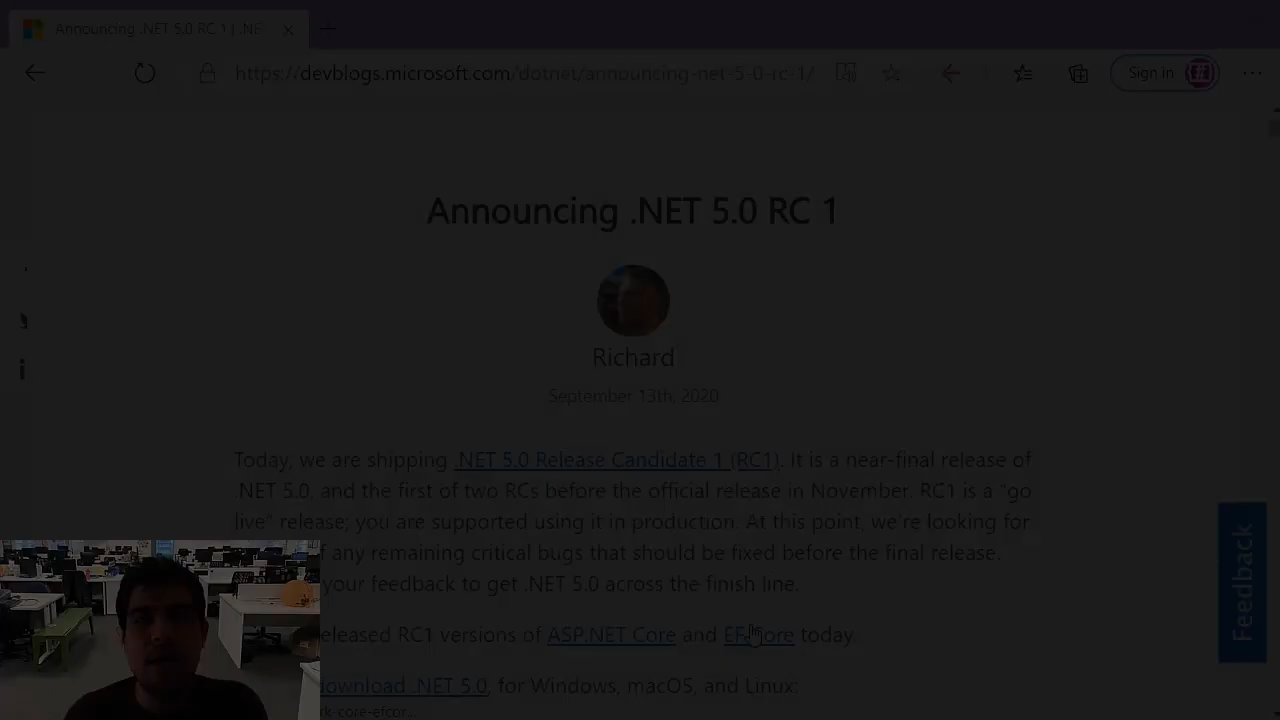 Announcing .NET 5.0 RC 1 | .NE
https://devblogs.microsoft.com/dotnet/announcing-net-5-0-rc-1/
Sign in
Announcing .NET 5.0 RC 1
Richard
September 13th, 2020
Today, we are shipping .NET 5.0 Release Candidate 1 (RC1). It is a near-final release of
.NET 5.0, and the first of two RCs before the official release in November. RC1 is a “go
live” release; you are supported using it in production. At this point, we're looking for
f any remaining critical bugs that should be fixed before the final release.
your feedback to get .NET 5.0 across the finish line.
eleased RC1 versions of ASP.NET Core and EF Core today.
ownload .NET 5.0, for Windows, macOS, and Linux:
rk-core-efcor...
Feedback